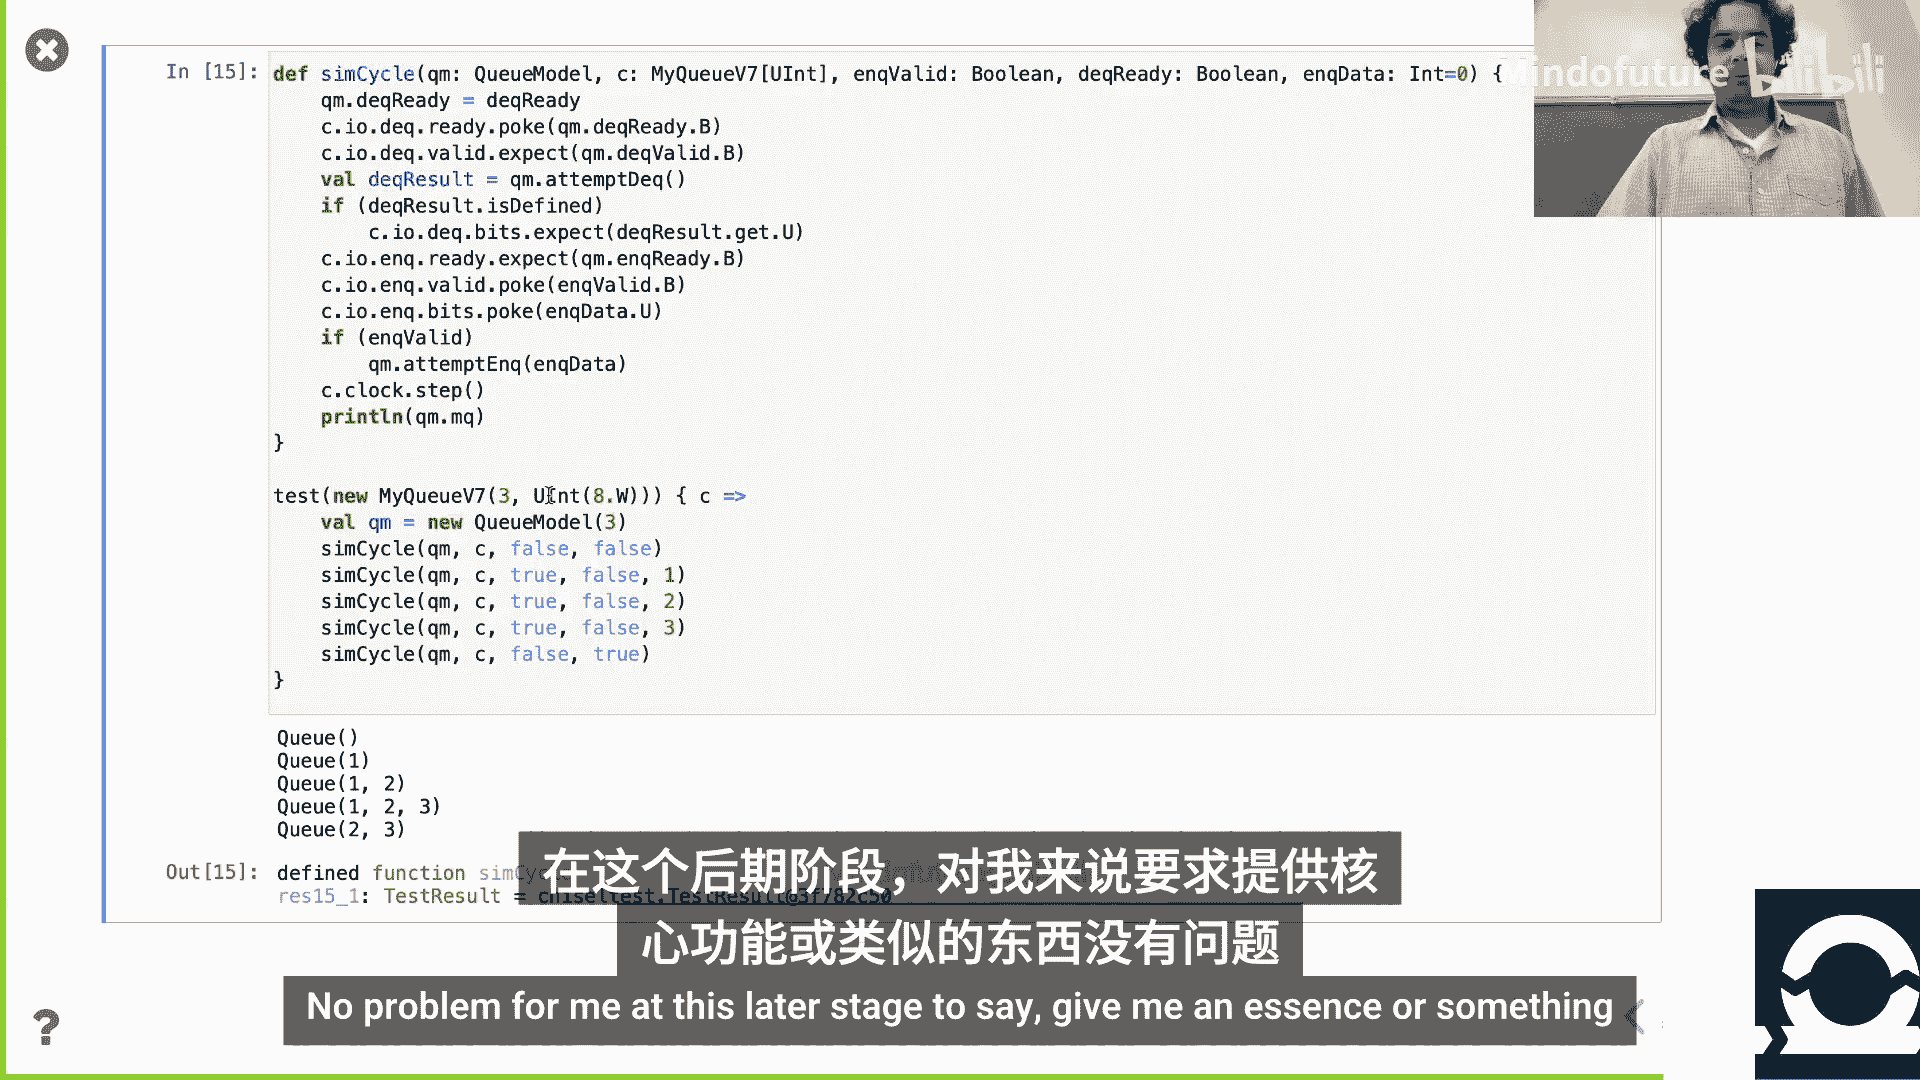 In [15]:
def simCycle(qm: QueueModel, c: MyQueueV7[UInt], enqValid: Boolean, deqReady: Boolean, enqData: Int=0) {
    qm.deqReady = deqReady
    c.io.deq.ready.poke(qm.deqReady.B)
    c.io.deq.valid.expect(qm.deqValid.B)
    val deqResult = qm.attemptDeq()
    if (deqResult.isDefined)
        c.io.deq.bits.expect(deqResult.get.U)
    c.io.enq.ready.expect(qm.enqReady.B)
    c.io.enq.valid.poke(enqValid.B)
    c.io.enq.bits.poke(enqData.U)
    if (enqValid)
        qm.attemptEnq(enqData)
    c.clock.step()
    println(qm.mq)
}
test(new MyQueueV7(3, UInt(8.W))) { c =>
    val qm = new QueueModel(3)
    simCycle(qm, c, false, false)
    simCycle(qm, c, true, false, 1)
    simCycle(qm, c, true, false, 2)
    simCycle(qm, c, true, false, 3)
    simCycle(qm, c, false, true)
}
Queue()
Queue(1)
Queue(1, 2)
Queue(1, 2, 3)
Queue(2, 3)
Out[15]:
defined function simCy
res15_1: TestResult = chiseltest.TestResult@3f782c50
Mindofuture bilibili
在这个后期阶段，对我来说要求提供核
心功能或类似的东西没有问题
No problem for me at this later stage to say, give me an essence or something
?